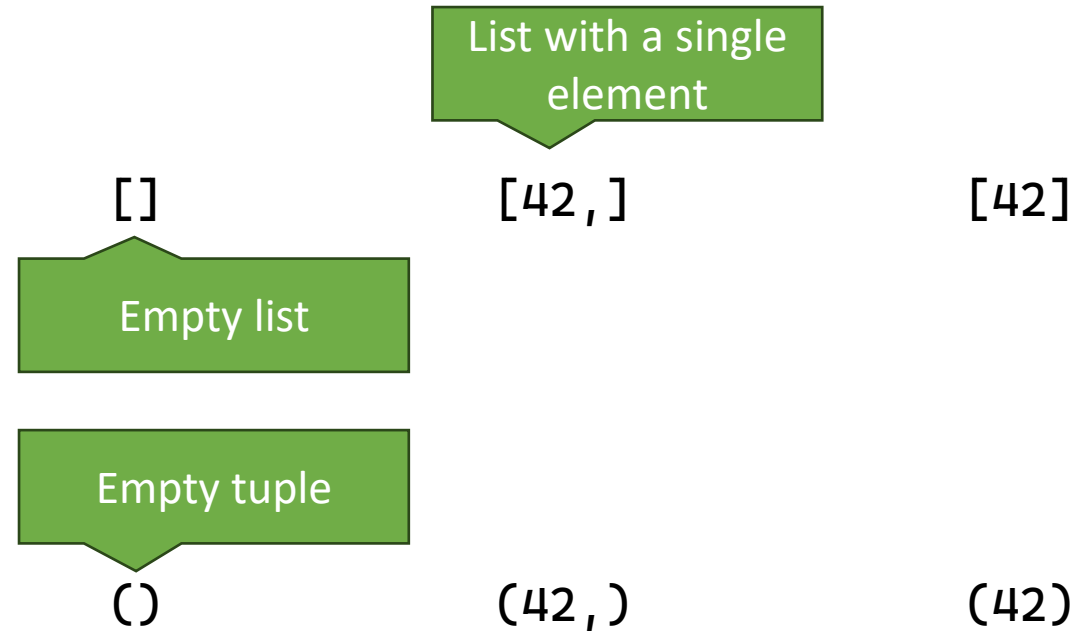 List with a single
element
[] [42,] [42]
Empty list
Empty tuple
() (42,) (42)